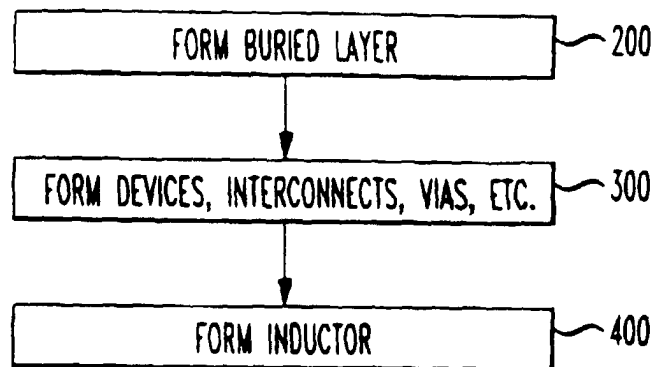 FORM BURIED LAYER 200
FORM DEVICES, INTERCONNECTS, VIAS, ETC. 300
FORM INDUCTOR 400